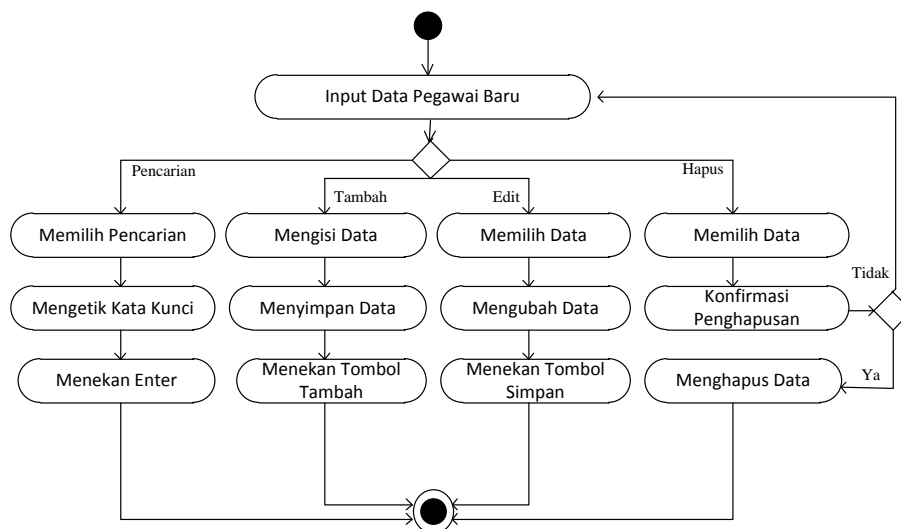 Input Data Pegawai Baru
Pencarian
Tambah
Edit
Hapus
Memilih Pencarian
Mengisi Data
Memilih Data
Memilih Data
Tidak
Mengetik Kata Kunci
Menyimpan Data
Mengubah Data
Konfirmasi
Penghapusan
Menekan Enter
Menekan Tombol
Tambah
Menekan Tombol
Simpan
Menghapus Data
Ya